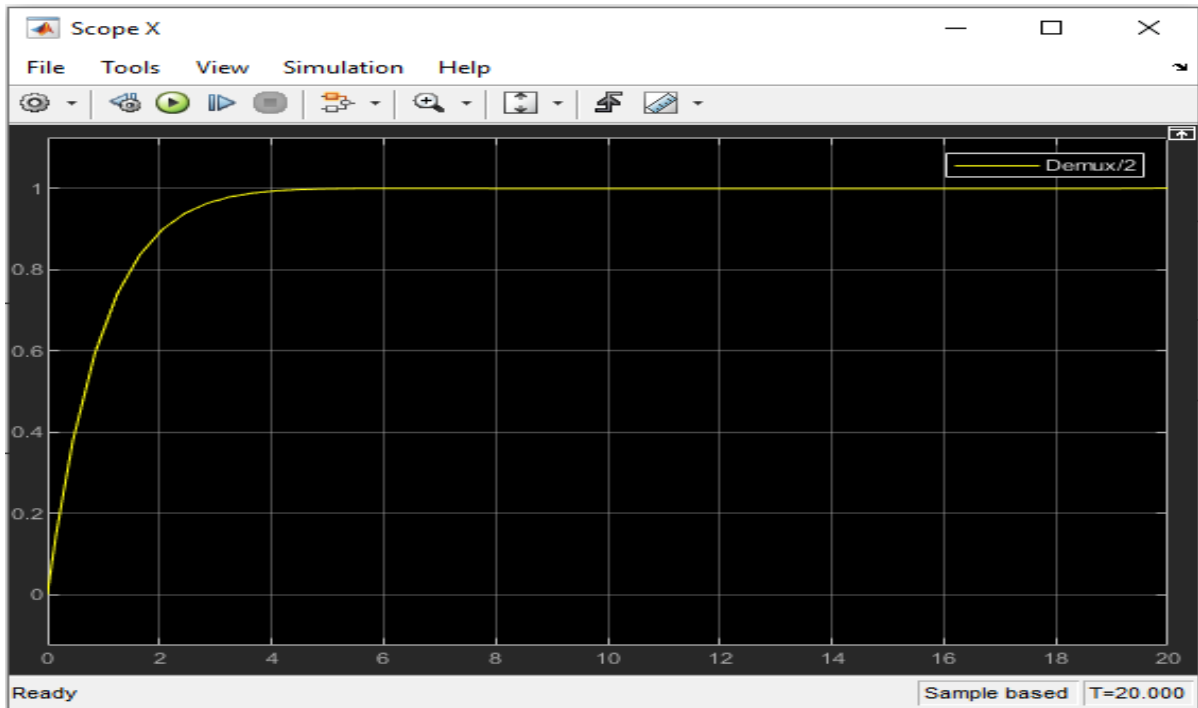 Scope X
File Tools View Simulation Help
Demux/2
1
0.8
0.6
0.4
0.2
0
0 2 4 6 8 10 12 14 16 18 20
Ready Sample based T=20.000